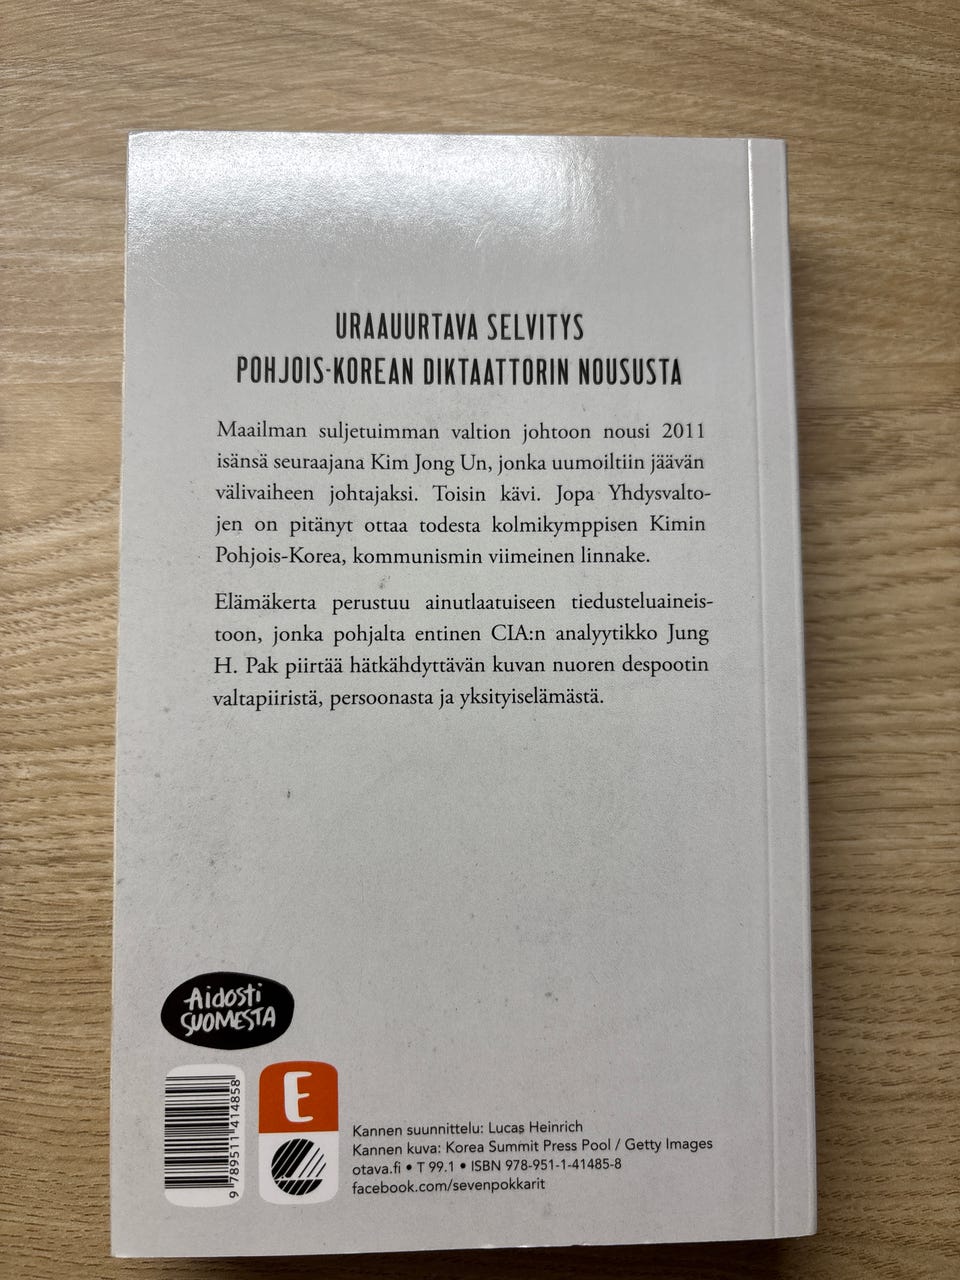 URAAUURTAVA SELVITYS
POHJOIS-KOREAN DIKTAATTORIN NOUSUSTA
Maailman suljetuimman valtion johtoon nousi 2011
isänsä seuraajana Kim Jong Un, jonka uumoiltiin jäävän
välivaiheen johtajaksi. Toisin kävi. Jopa Yhdysvalto-
jen on pitänyt ottaa todesta kolmikymppisen Kimin
Pohjois-Korea, kommunismin viimeinen linnake.
Elämäkerta perustuu ainutlaatuiseen tiedusteluaineis-
toon, jonka pohjalta entinen CIA:n analyytikko Jung
H. Pak piirtää hätkähdyttävän kuvan nuoren despootin
valtapiiristä, persoonasta ja yksityiselämästä.
Aidosti
SUOMESTA
9 789511 414858
E
Kannen suunnittelu: Lucas Heinrich
Kannen kuva: Korea Summit Press Pool / Getty Images
otava.fi • T 99.1 • ISBN 978-951-1-41485-8
facebook.com/sevenpokkarit